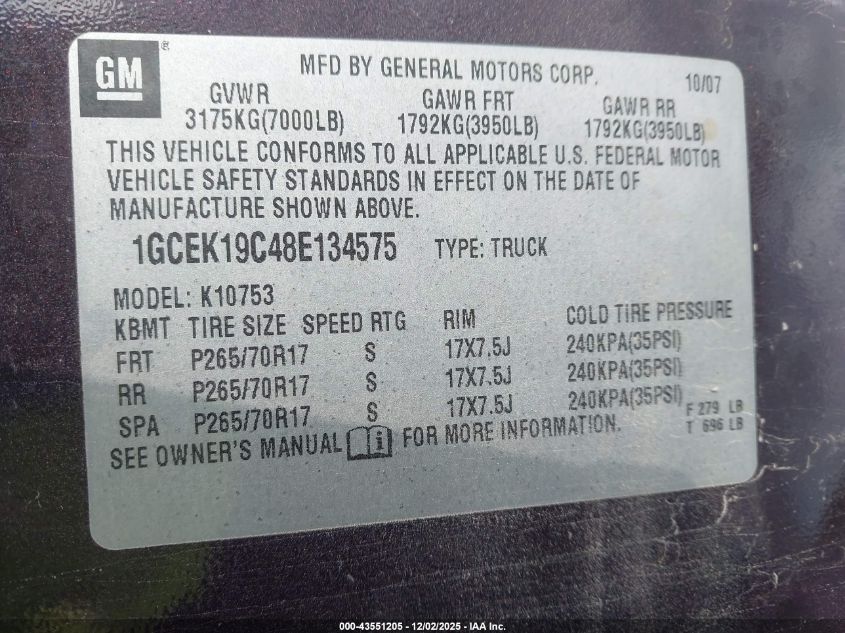 GM ®
MFD BY GENERAL MOTORS CORP. 10/07
GVWR GAWR FRT GAWR RR
3175KG(7000LB) 1792KG(3950LB) 1792KG(3950LB)
THIS VEHICLE CONFORMS TO ALL APPLICABLE U.S. FEDERAL MOTOR
VEHICLE SAFETY STANDARDS IN EFFECT ON THE DATE OF
MANUFACTURE SHOWN ABOVE.
1GCEK19C48E134575 TYPE: TRUCK
MODEL: K10753
KBMT TIRE SIZE SPEED RTG RIM COLD TIRE PRESSURE
FRT P265/70R17 S 17X7.5J 240KPA(35PSI)
RR P265/70R17 S 17X7.5J 240KPA(35PSI)
SPA P265/70R17 S 17X7.5J 240KPA(35PSI) F 279 LB
T 696 LB
SEE OWNER'S MANUAL i FOR MORE INFORMATION.
000-43551205 - 12/02/2025 - IAA Inc.